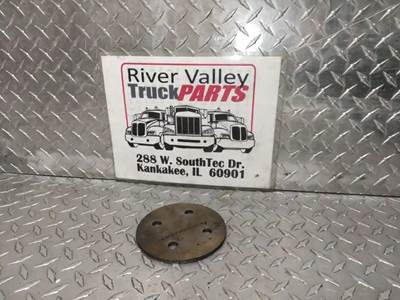 River Valley
TruckPARTS
288 W. SouthTec Dr.
Kankakee, IL 60901